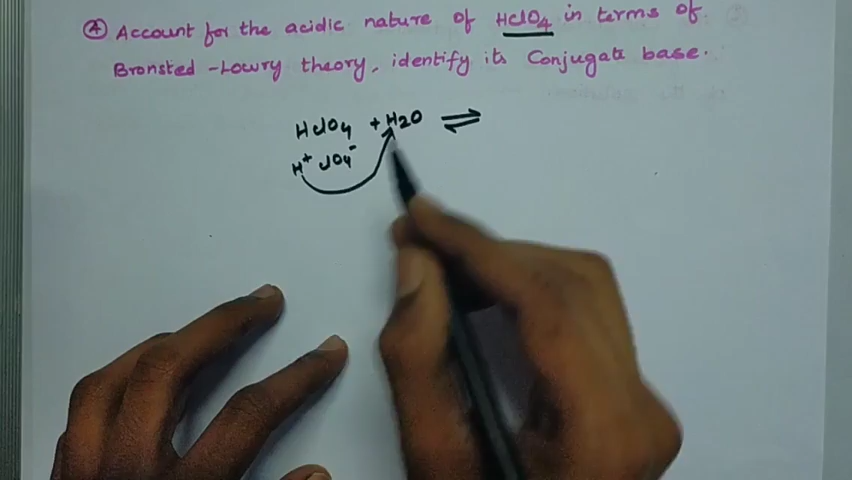 ④ Account for the acidic nature of HClO4 in terms of
Bronsted-Lowry theory, identify its Conjugate base.
HClO4 + H2O ⇌
H+ ClO4-